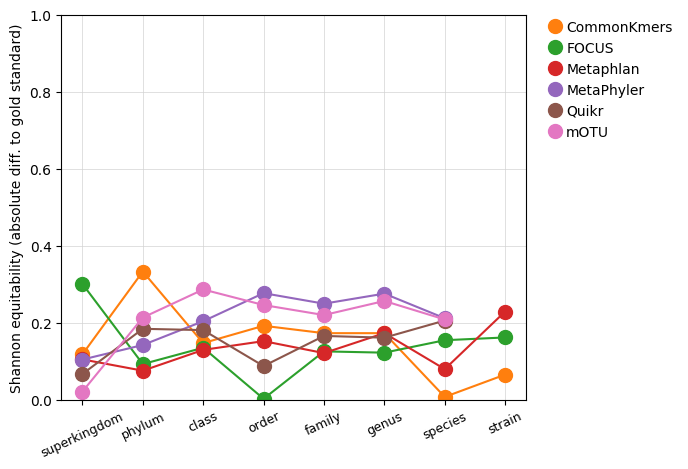 Shannon equitability (absolute diff. to gold standard)
1.0
0.8
0.6
0.4
0.2
0.0
superkingdom
phylum
class
order
family
genus
species
strain
CommonKmers
FOCUS
Metaphlan
MetaPhyler
Quikr
mOTU